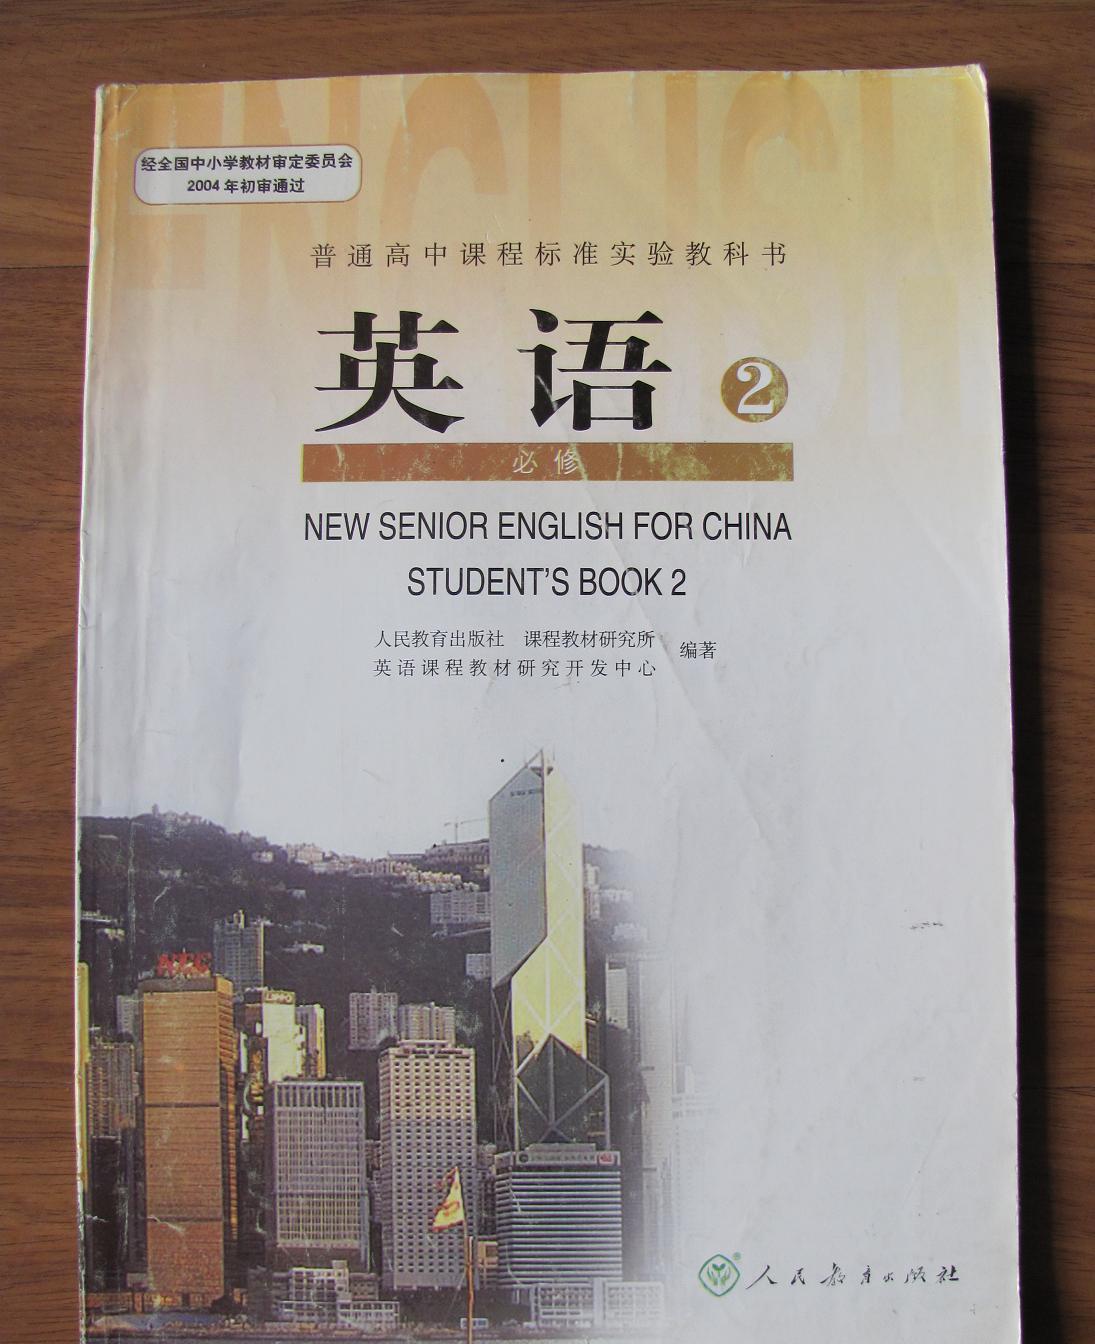 经全国中小学教材审定委员会
2004年初审通过
ENGLISH
普通高中课程标准实验教科书
英语 2
必修
NEW SENIOR ENGLISH FOR CHINA
STUDENT'S BOOK 2
人民教育出版社 课程教材研究所
英语课程教材研究开发中心 编著
NEC
LIPPO
人民教育出版社